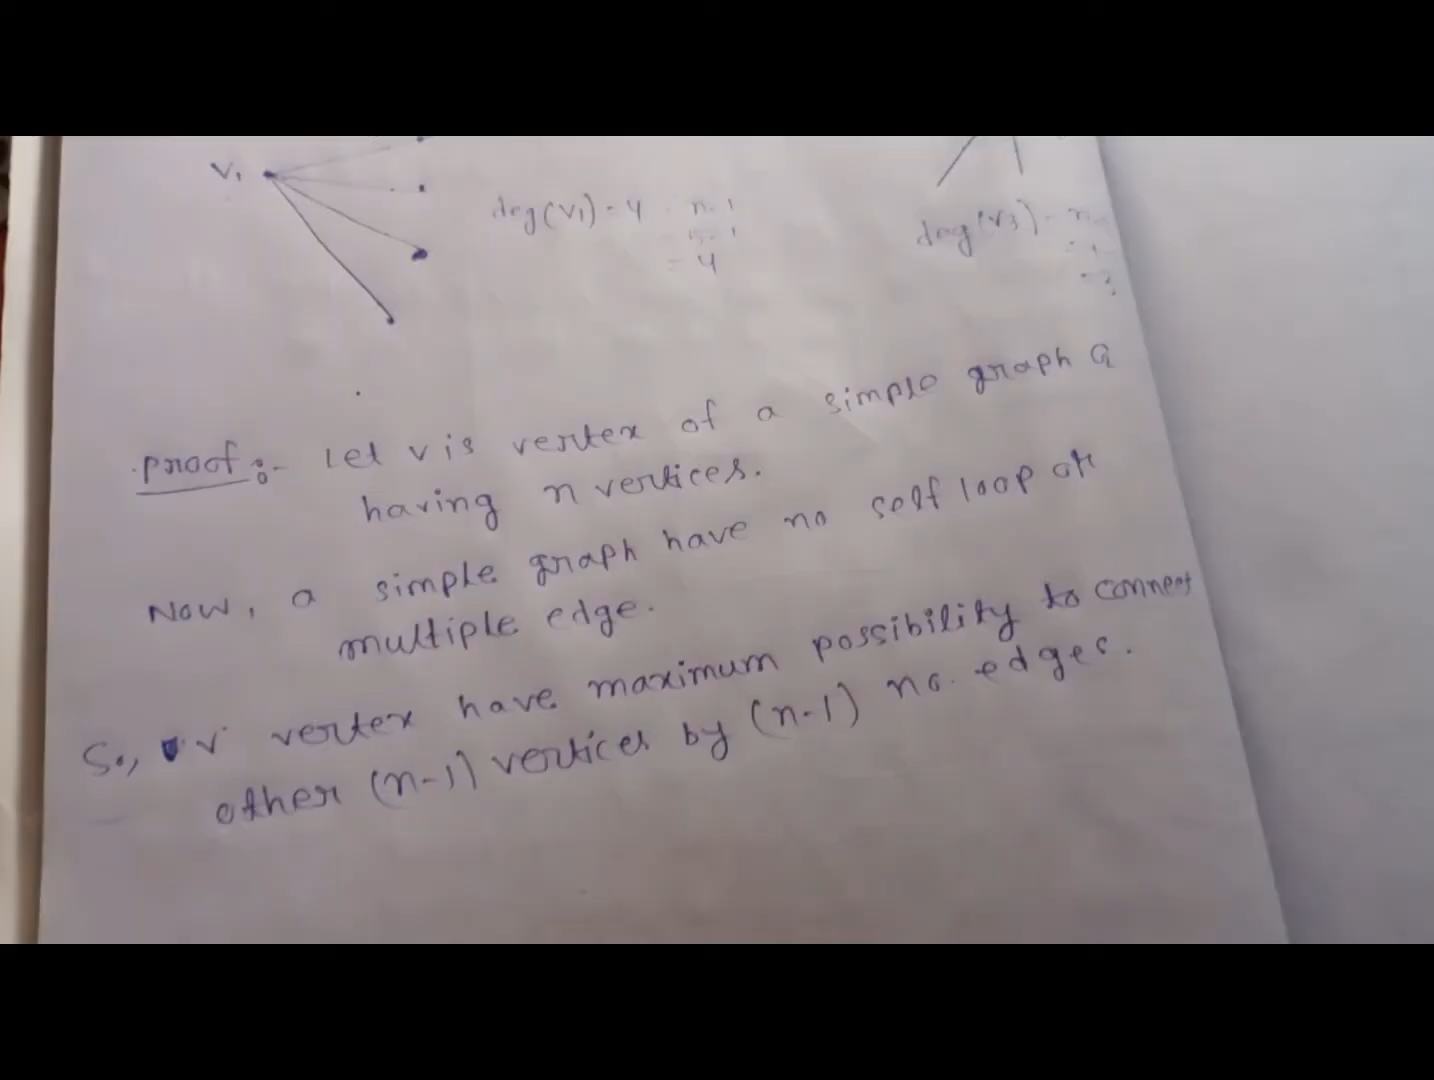 V₁
deg(V₁) = 4 n-1
= 4
deg(V₃) = n
proof :- Let v is vertex of a simple graph G
having n vertices.
Now, a simple graph have no self loop or
multiple edge.
So, v vertex have maximum possibility to connect
other (n-1) vertices by (n-1) no. edges.